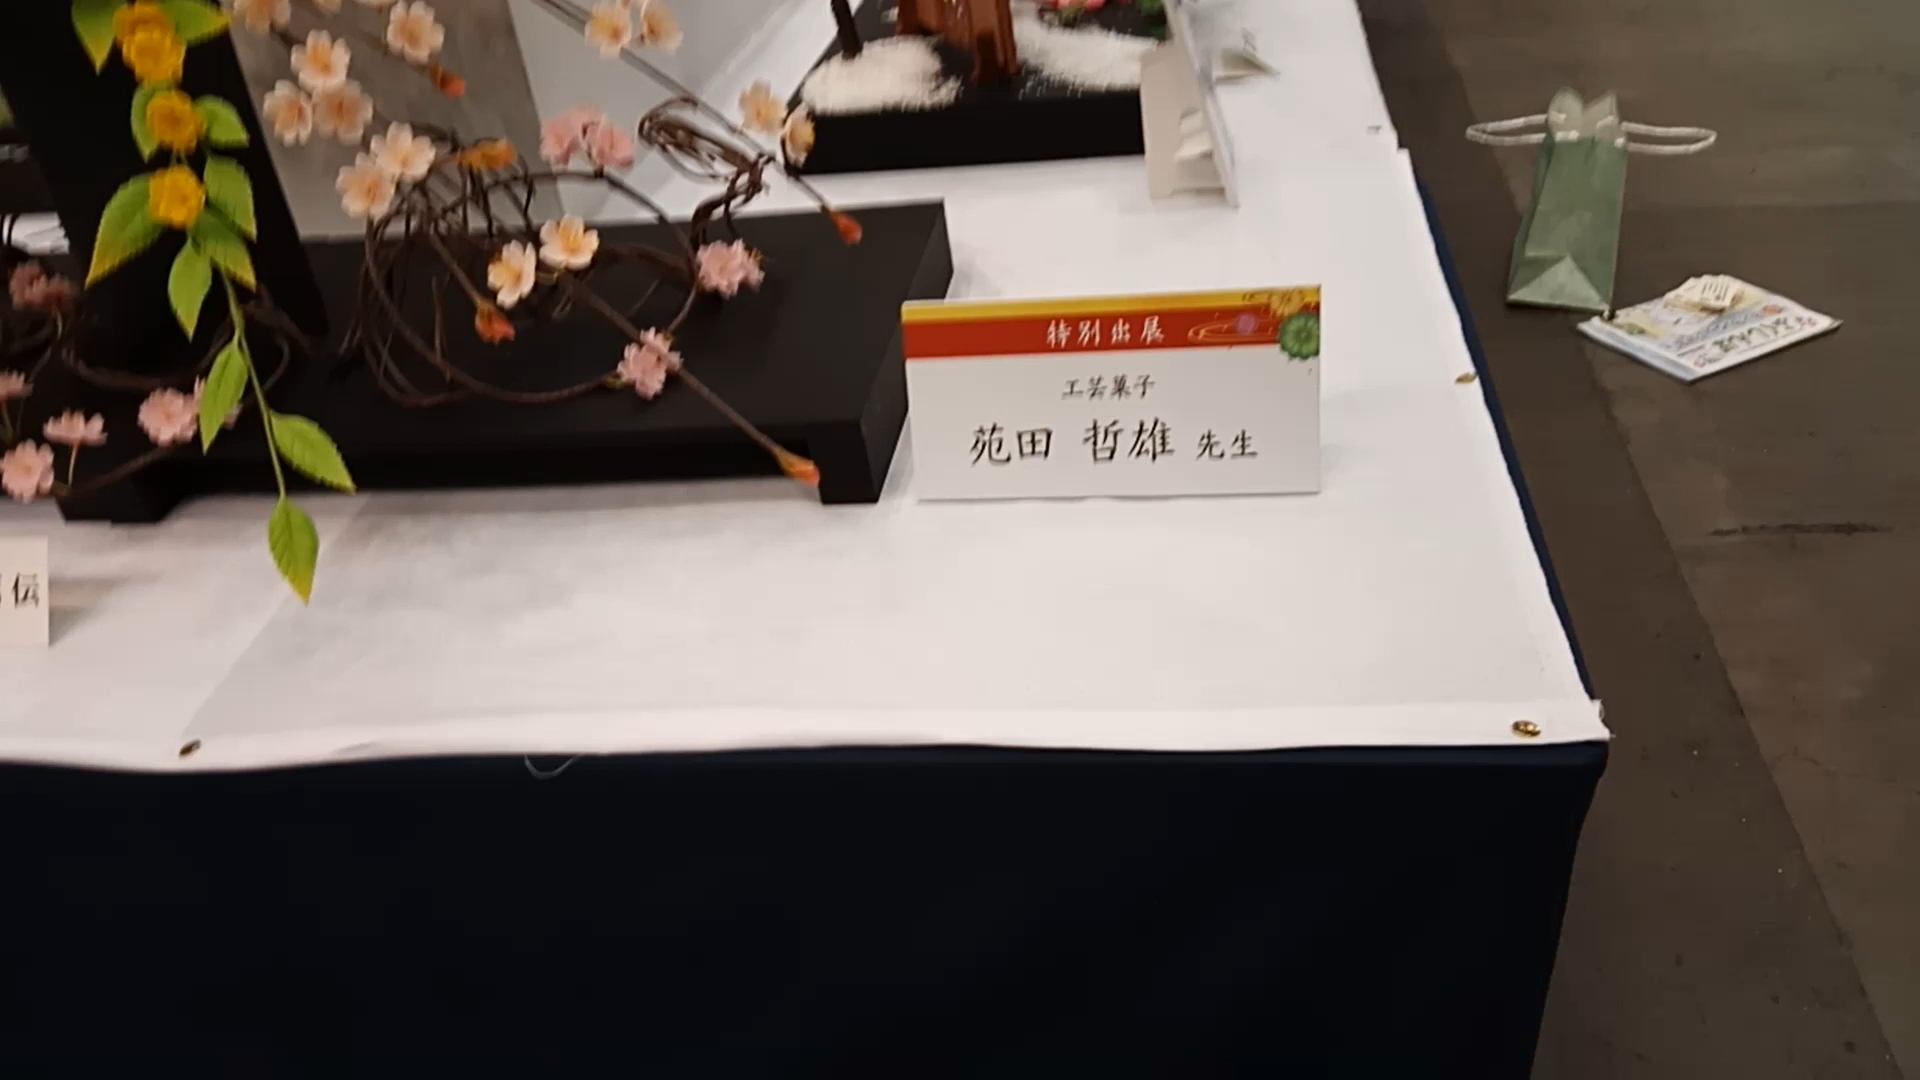 特別出展
工芸菓子
苑田 哲雄 先生
伝